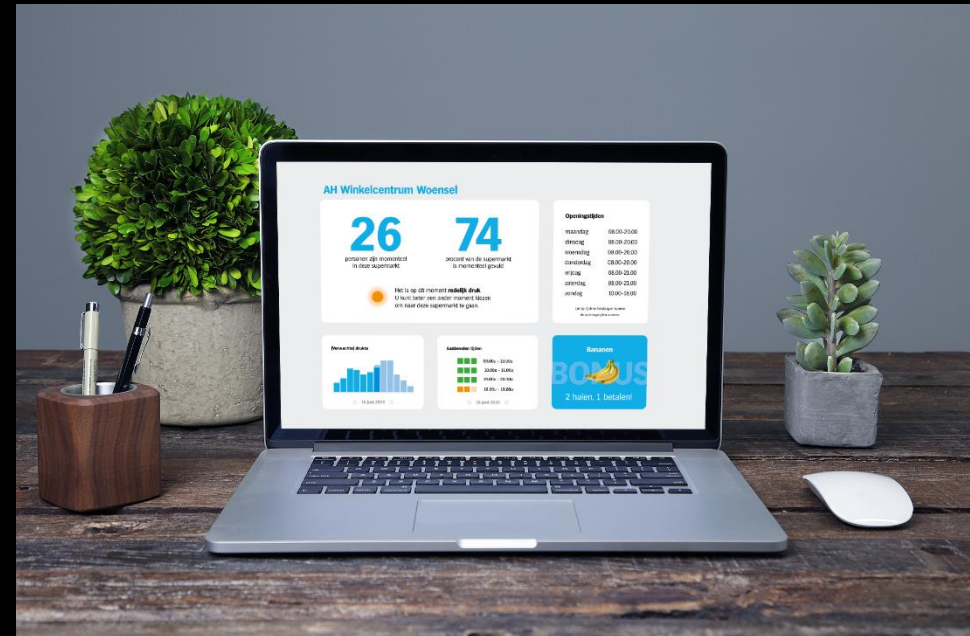 AH Winkelcentrum Woensel
26
personen zijn momenteel
in deze supermarkt
74
procent van de supermarkt
is momenteel gevuld
Het is op dit moment redelijk druk
U kunt beter een ander moment kiezen
om naar deze supermarkt te gaan.
Openingstijden
maandag 08.00-20.00
dinsdag 08.00-20.00
woensdag 08.00-20.00
donderdag 08.00-20.00
vrijdag 08.00-21.00
zaterdag 08.00-21.00
zondag 10.00-18.00
drukte
Aanbevolen tijden
Bananen
BONUS
2 halen, 1 betalen!